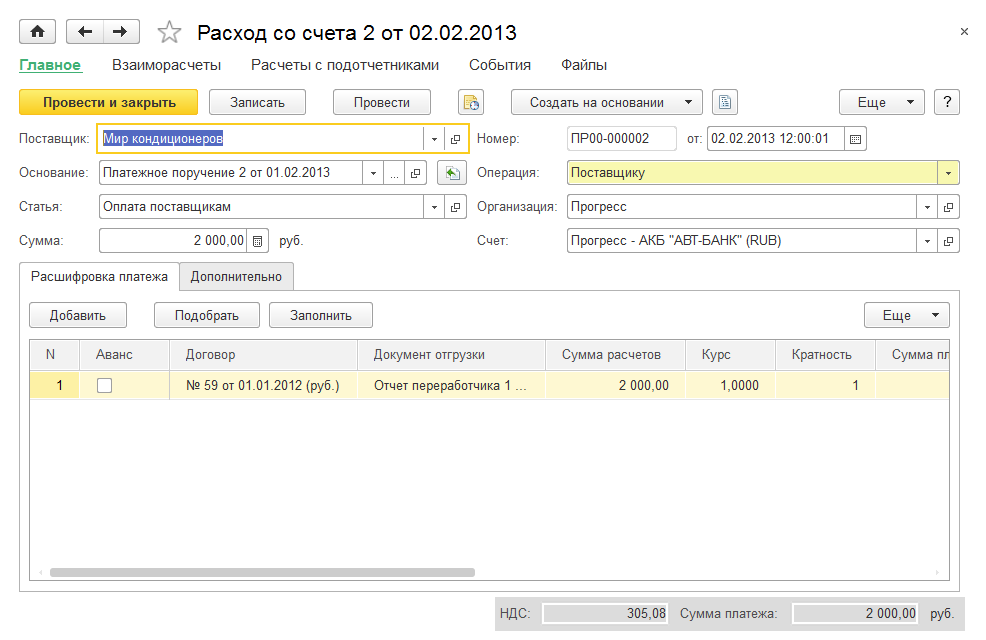 Расход со счета 2 от 02.02.2013
Главное Взаиморасчеты Расчеты с подотчетниками События Файлы
Провести и закрыть Записать Провести Создать на основании Еще ?
Поставщик: Мир кондиционеров Номер: ПР00-000002 от: 02.02.2013 12:00:01
Основание: Платежное поручение 2 от 01.02.2013 ... Операция: Поставщику
Статья: Оплата поставщикам Организация: Прогресс
Сумма: 2 000,00 руб. Счет: Прогресс - АКБ "АВТ-БАНК" (RUB)
Расшифровка платежа Дополнительно
Добавить Подобрать Заполнить Еще
N Аванс Договор Документ отгрузки Сумма расчетов Курс Кратность Сумма пл
1 № 59 от 01.01.2012 (руб.) Отчет переработчика 1 ... 2 000,00 1,0000 1
НДС: 305,08 Сумма платежа: 2 000,00 руб.